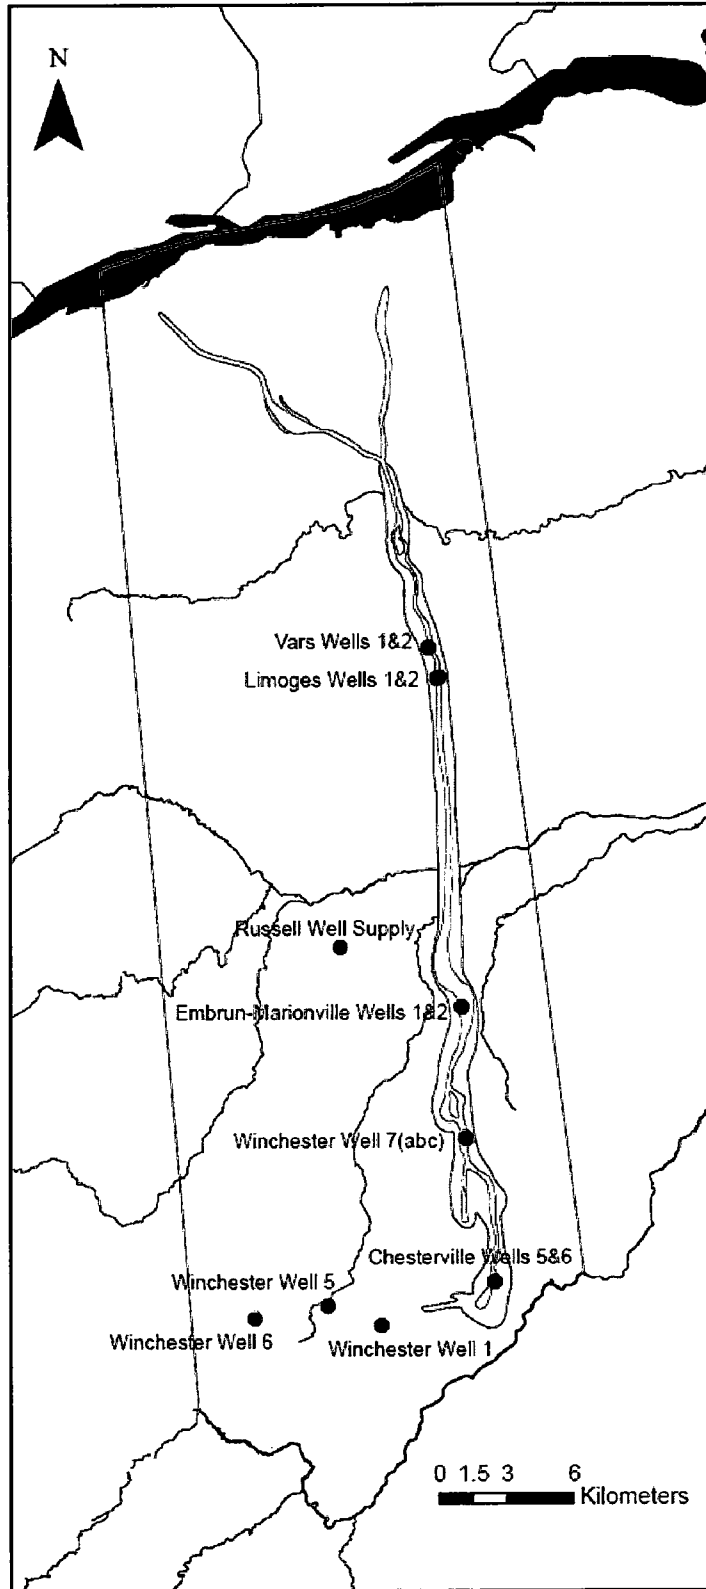 N
Vars Wells 1&2
Limoges Wells 1&2
Russell Well Supply
Embrun-Marionville Wells 1&2
Winchester Well 7(abc)
Chesterville Wells 5&6
Winchester Well 5
Winchester Well 6
Winchester Well 1
0 1.5 3 6
Kilometers